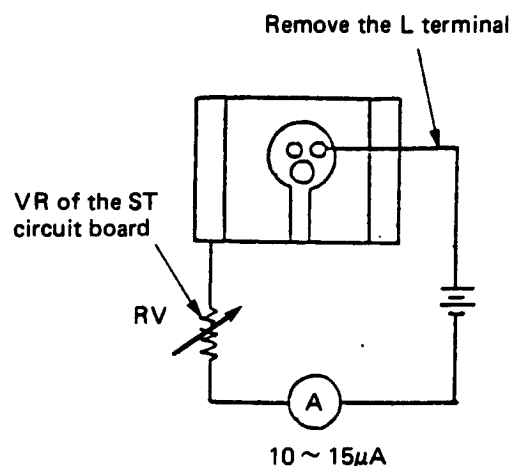 Remove the L terminal
VR of the ST
circuit board
RV
A
10 ~ 15μA